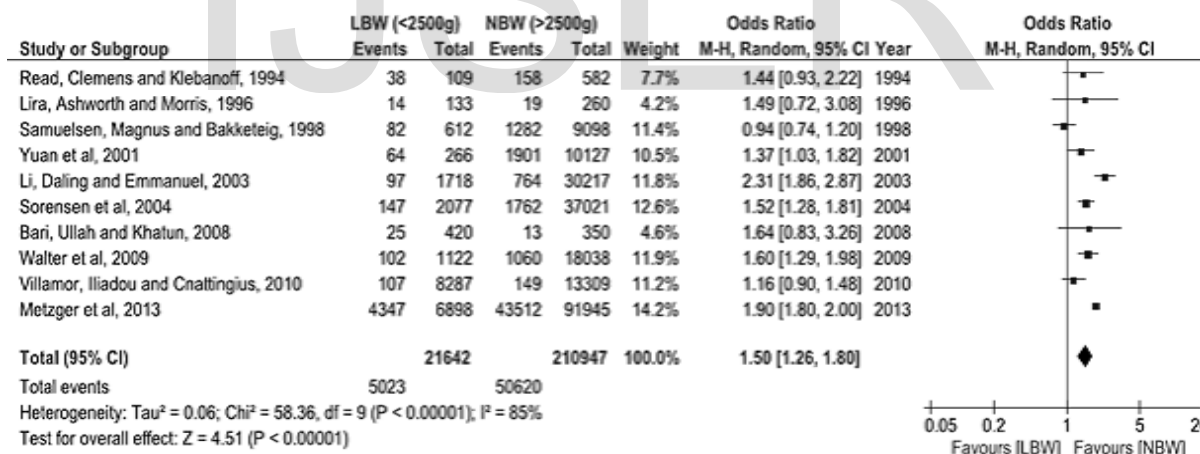 IJSER
LBW (<2500g) NBW (>2500g) Odds Ratio Odds Ratio
Study or Subgroup Events Total Events Total Weight M-H, Random, 95% CI Year M-H, Random, 95% CI
Read, Clemens and Klebanoff, 1994 38 109 158 582 7.7% 1.44 [0.93, 2.22] 1994
Lira, Ashworth and Morris, 1996 14 133 19 260 4.2% 1.49 [0.72, 3.08] 1996
Samuelsen, Magnus and Bakketeig, 1998 82 612 1282 9098 11.4% 0.94 [0.74, 1.20] 1998
Yuan et al, 2001 64 266 1901 10127 10.5% 1.37 [1.03, 1.82] 2001
Li, Daling and Emmanuel, 2003 97 1718 764 30217 11.8% 2.31 [1.86, 2.87] 2003
Sorensen et al, 2004 147 2077 1762 37021 12.6% 1.52 [1.28, 1.81] 2004
Bari, Ullah and Khatun, 2008 25 420 13 350 4.6% 1.64 [0.83, 3.26] 2008
Walter et al, 2009 102 1122 1060 18038 11.9% 1.60 [1.29, 1.98] 2009
Villamor, Iliadou and Cnattingius, 2010 107 8287 149 13309 11.2% 1.16 [0.90, 1.48] 2010
Metzger et al, 2013 4347 6898 43512 91945 14.2% 1.90 [1.80, 2.00] 2013
Total (95% CI) 21642 210947 100.0% 1.50 [1.26, 1.80]
Total events 5023 50620
Heterogeneity: Tau² = 0.06; Chi² = 58.36, df = 9 (P < 0.00001); I² = 85%
Test for overall effect: Z = 4.51 (P < 0.00001)
0.05 0.2 1 5
Favours [LBW] Favours [NBW]